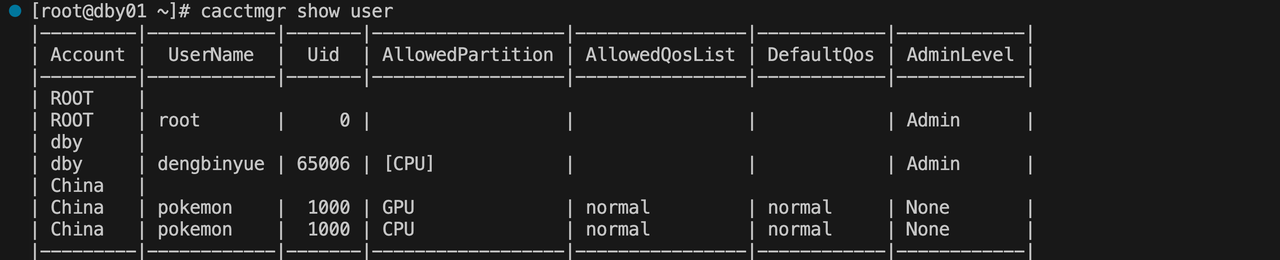 [root@dby01 ~]# cacctmgr show user
|---------|------------|-------|------------------|----------------|------------|------------|
| Account | UserName | Uid | AllowedPartition | AllowedQosList | DefaultQos | AdminLevel |
|---------|------------|-------|------------------|----------------|------------|------------|
| ROOT |
| ROOT | root | 0 | | | | Admin |
| dby |
| dby | dengbinyue | 65006 | [CPU] | | | Admin |
| China |
| China | pokemon | 1000 | GPU | normal | normal | None |
| China | pokemon | 1000 | CPU | normal | normal | None |
|---------|------------|-------|------------------|----------------|------------|------------|